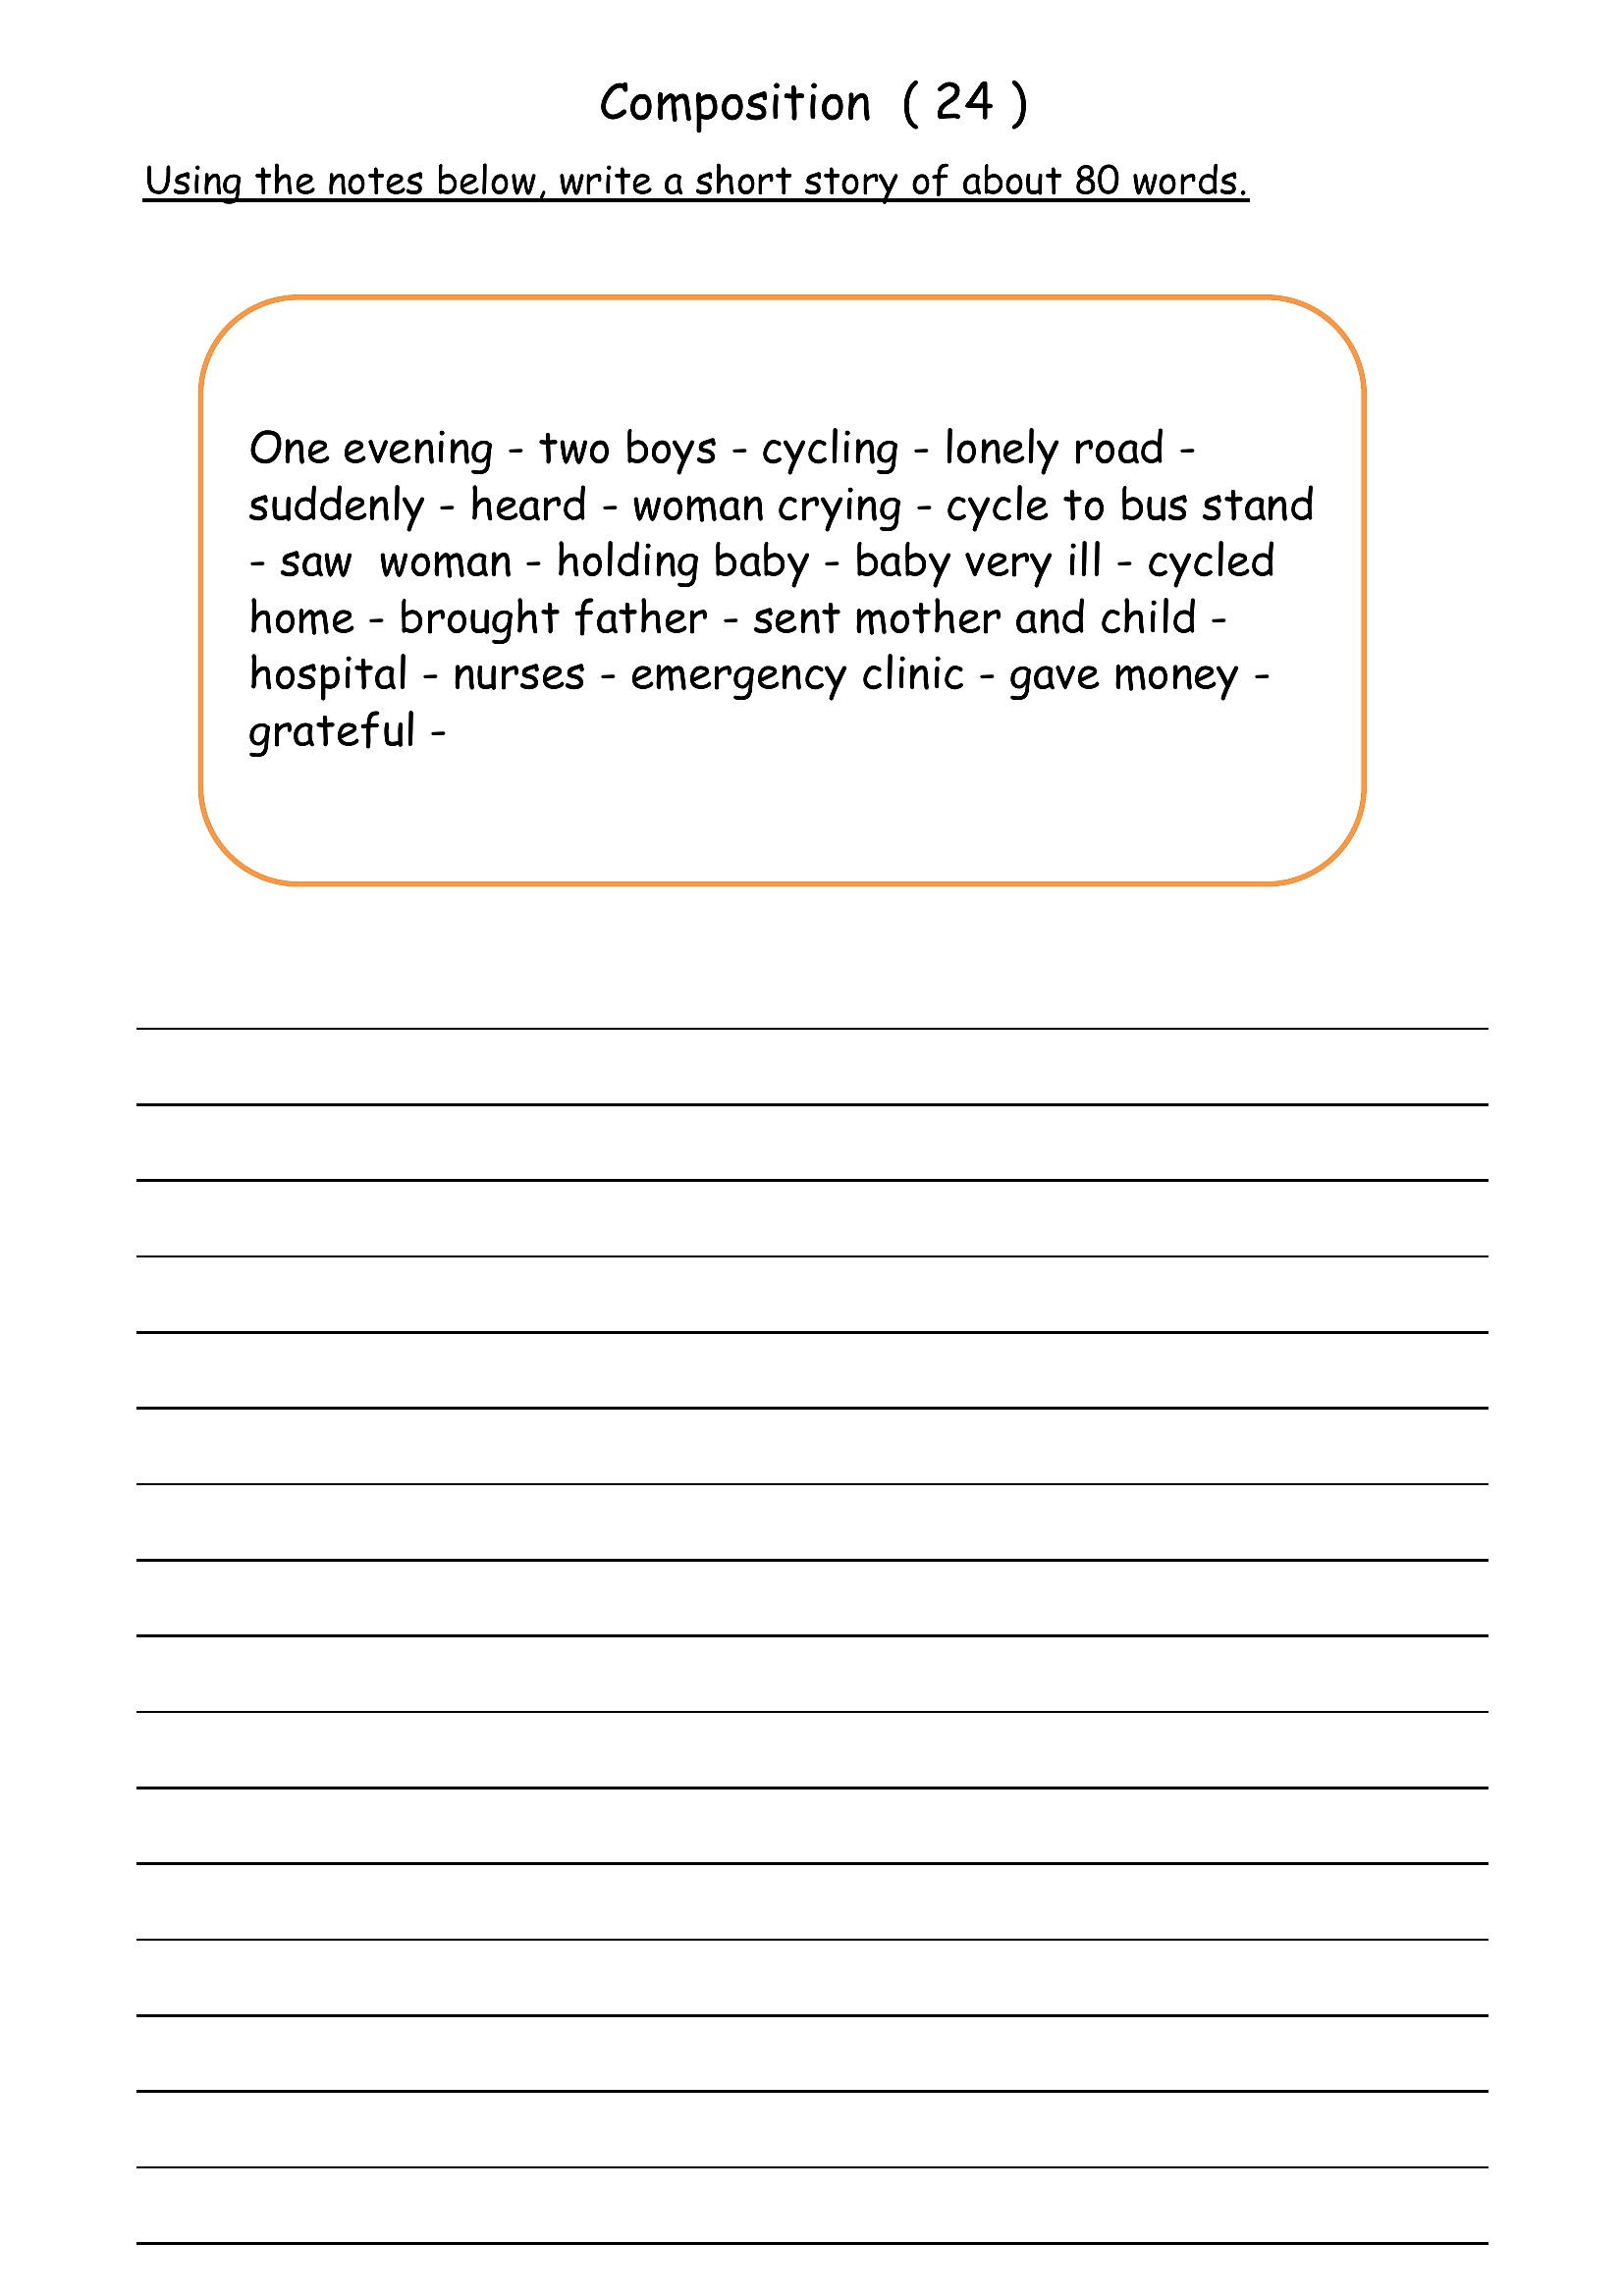 Composition ( 24 )
Using the notes below, write a short story of about 80 words.
One evening - two boys - cycling - lonely road -
suddenly - heard - woman crying - cycle to bus stand
- saw woman - holding baby - baby very ill - cycled
home - brought father - sent mother and child -
hospital - nurses - emergency clinic - gave money -
grateful -